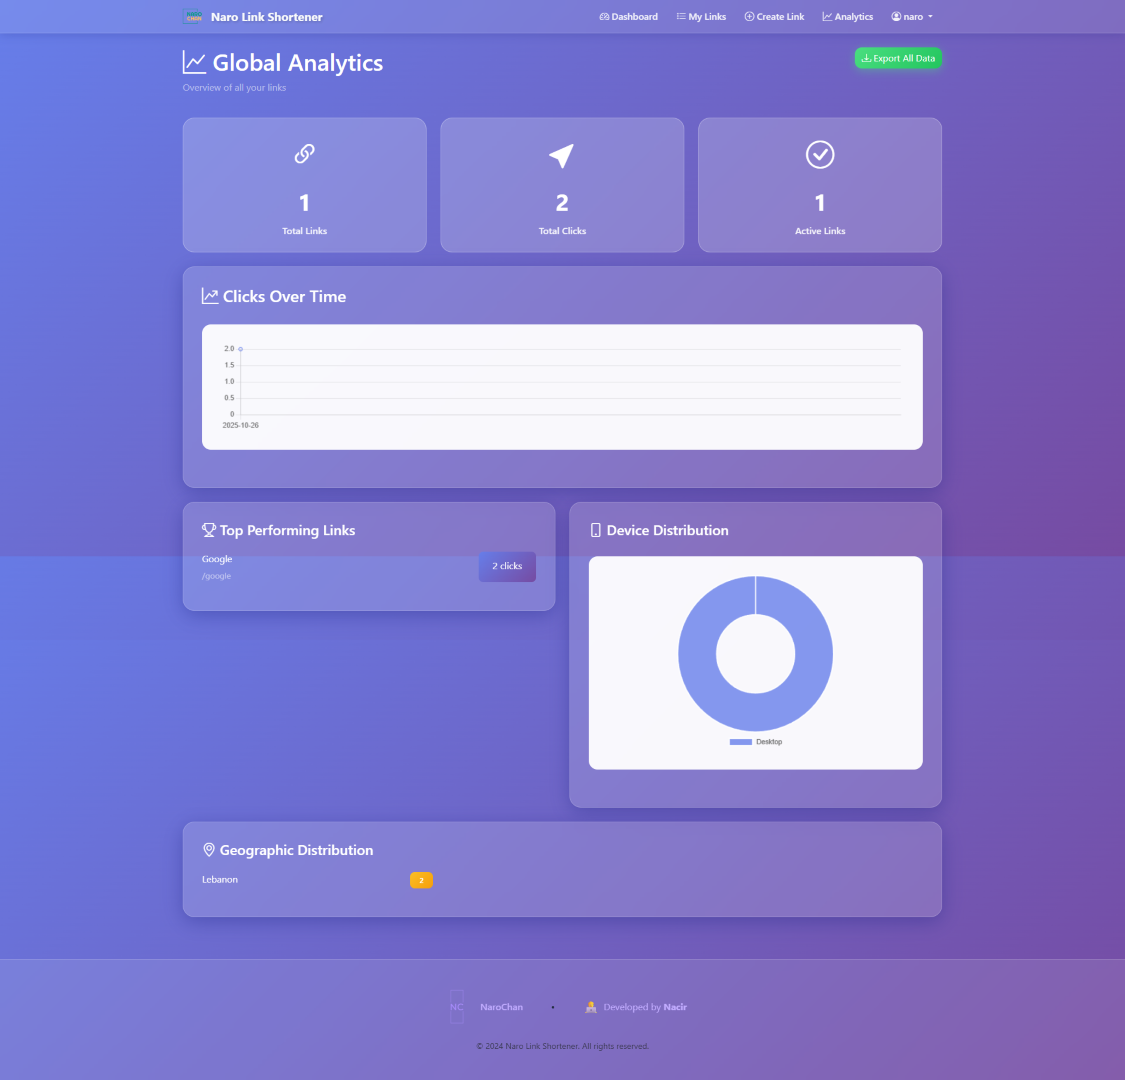 NARO
CHAN
Naro Link Shortener
Dashboard
My Links
Create Link
Analytics
naro
Global Analytics
Export All Data
Overview of all your links
1
Total Links
2
Total Clicks
1
Active Links
Clicks Over Time
2.0
1.5
1.0
0.5
0
2025-10-26
Top Performing Links
Google
/google
2 clicks
Device Distribution
Desktop
Geographic Distribution
Lebanon
2
NC
NaroChan
•
Developed by Nacir
© 2024 Naro Link Shortener. All rights reserved.